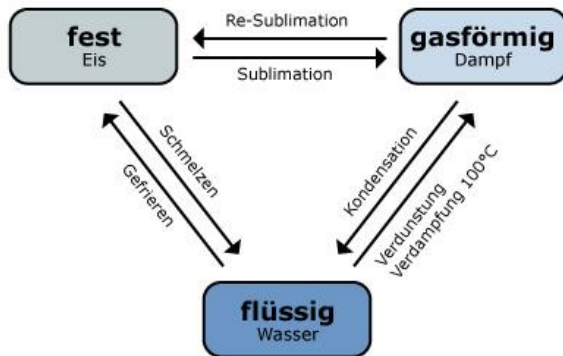 fest
Eis
Re-Sublimation
Sublimation
gasförmig
Dampf
Schmelzen
Gefrieren
Kondensation
Verdunstung
Verdampfung 100°C
flüssig
Wasser